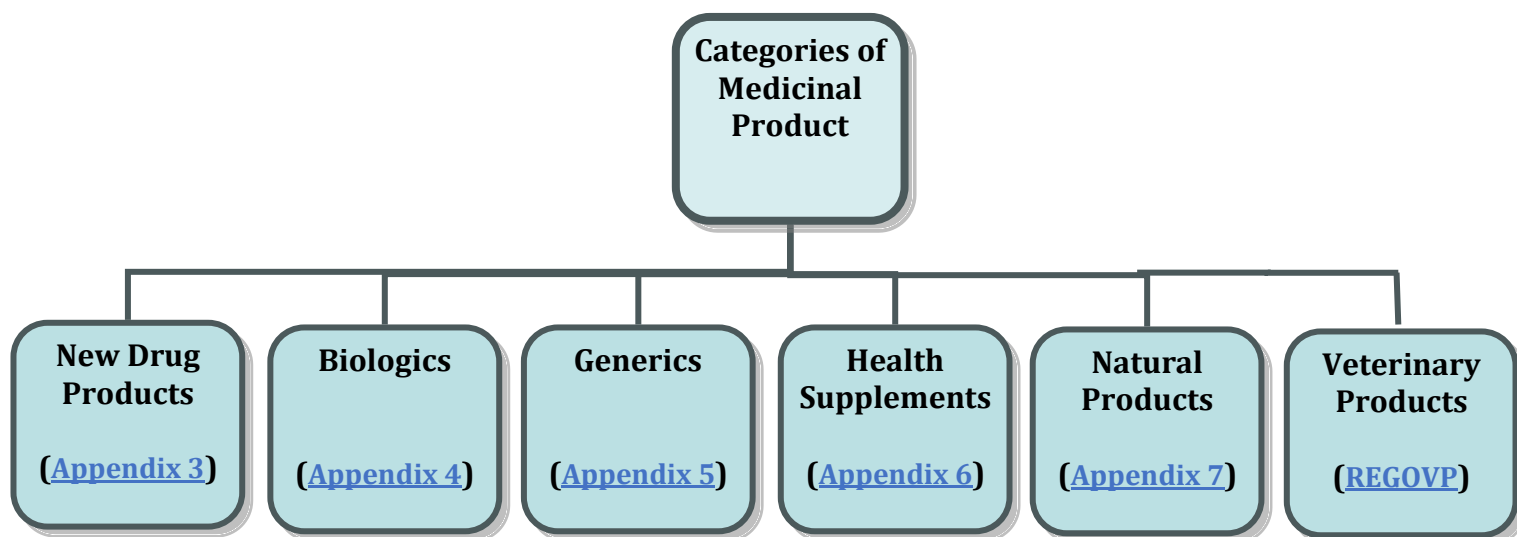 Categories of
Medicinal
Product
New Drug
Products
(Appendix 3)
Biologics
(Appendix 4)
Generics
(Appendix 5)
Health
Supplements
(Appendix 6)
Natural
Products
(Appendix 7)
Veterinary
Products
(REGOVP)